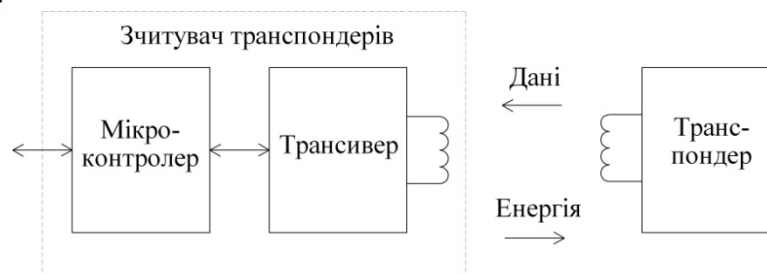 Зчитувач транспондерів
Мікро-
контролер
Трансивер
Дані
Енергія
Транс-
пондер